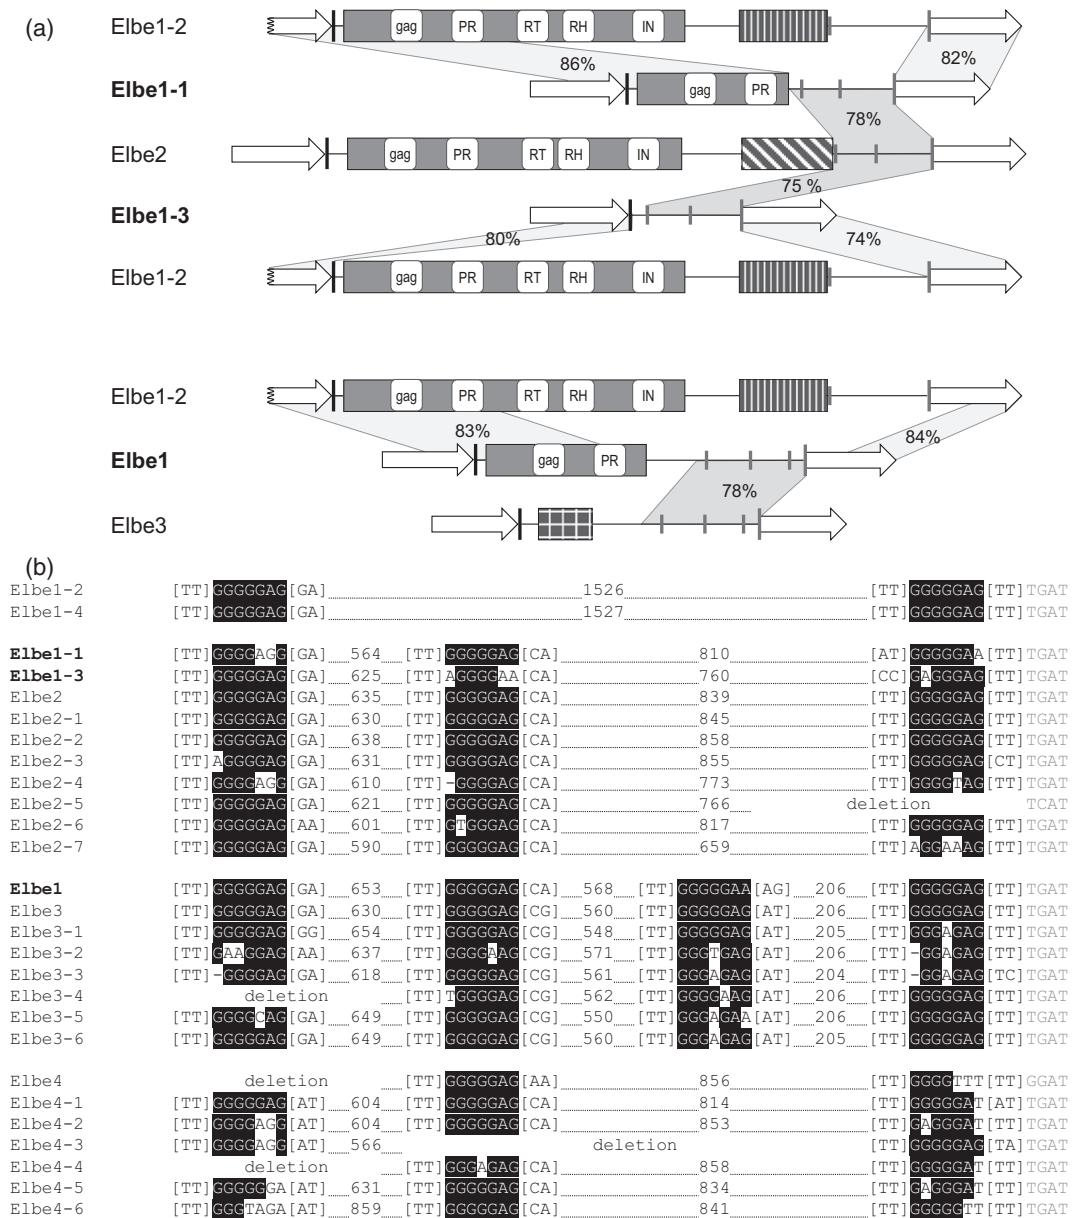 (a)
Elbe1-2 gag PR RT RH IN
86% 82%
Elbe1-1 gag PR
78%
Elbe2 gag PR RT RH IN
75 %
Elbe1-3
80% 74%
Elbe1-2 gag PR RT RH IN
Elbe1-2 gag PR RT RH IN
83% 84%
Elbe1 gag PR
78%
Elbe3
(b)
Elbe1-2 [TT]GGGGGAG[GA] 1526 [TT]GGGGGAG[TT]TGAT
Elbe1-4 [TT]GGGGGAG[GA] 1527 [TT]GGGGGAG[TT]TGAT
Elbe1-1 [TT]GGGGAGG[GA] 564 [TT]GGGGGAG[CA] 810 [AT]GGGGGAA[TT]TGAT
Elbe1-3 [TT]GGGGGAG[GA] 625 [TT]AGGGGAA[CA] 760 [CC]GAGGGAG[TT]TGAT
Elbe2 [TT]GGGGGAG[GA] 635 [TT]GGGGGAG[CA] 839 [TT]GGGGGAG[TT]TGAT
Elbe2-1 [TT]GGGGGAG[GA] 630 [TT]GGGGGAG[CA] 845 [TT]GGGGGAG[TT]TGAT
Elbe2-2 [TT]GGGGGAG[GA] 638 [TT]GGGGGAG[CA] 858 [TT]GGGGGAG[TT]TGAT
Elbe2-3 [TT]AGGGGAG[GA] 631 [TT]GGGGGAG[CA] 855 [TT]GGGGGAG[CT]TGAT
Elbe2-4 [TT]GGGGAGG[GA] 610 [TT]-GGGGAG[CA] 773 [TT]GGGGTAG[TT]TGAT
Elbe2-5 [TT]GGGGGAG[GA] 621 [TT]GGGGGAG[CA] 766 deletion TCAT
Elbe2-6 [TT]GGGGGAG[AA] 601 [TT]GTGGGAG[CA] 817 [TT]GGGGGAG[TT]TGAT
Elbe2-7 [TT]GGGGGAG[GA] 590 [TT]GGGGGAG[CA] 659 [TT]AGGAAAG[TT]TGAT
Elbe1 [TT]GGGGGAG[GA] 653 [TT]GGGGGAG[CA] 568 [TT]GGGGGAA[AG] 206 [TT]GGGGGAG[TT]TGAT
Elbe3 [TT]GGGGGAG[GA] 630 [TT]GGGGGAG[CG] 560 [TT]GGGGGAG[AT] 206 [TT]GGGGGAG[TT]TGAT
Elbe3-1 [TT]GGGGGAG[GG] 654 [TT]GGGGGAG[CG] 548 [TT]GGGGGAG[AT] 205 [TT]GGGAGAG[TT]TGAT
Elbe3-2 [TT]GAAGGAG[AA] 637 [TT]GGGGAAG[CG] 571 [TT]GGGTGAG[AT] 206 [TT]-GGAGAG[TT]TGAT
Elbe3-3 [TT]-GGGGAG[GA] 618 [TT]GGGGGAG[CG] 561 [TT]GGGAGAG[AT] 204 [TT]-GGAGAG[TC]TGAT
Elbe3-4 deletion [TT]TGGGGAG[CG] 562 [TT]GGGGAAG[AT] 206 [TT]GGGGGAG[TT]TGAT
Elbe3-5 [TT]GGGGCAG[GA] 649 [TT]GGGGGAG[CG] 550 [TT]GGGAGAA[AT] 206 [TT]GGGGGAG[TT]TGAT
Elbe3-6 [TT]GGGGGAG[GA] 649 [TT]GGGGGAG[CG] 560 [TT]GGGAGAG[AT] 205 [TT]GGGGGAG[TT]TGAT
Elbe4 deletion [TT]GGGGGAG[AA] 856 [TT]GGGGTTT[TT]GGAT
Elbe4-1 [TT]GGGGGAG[AT] 604 [TT]GGGGGAG[CA] 814 [TT]GGGGGAT[AT]TGAT
Elbe4-2 [TT]GGGGAGG[AT] 604 [TT]GGGGGAG[CA] 853 [TT]GAGGGAT[TT]TGAT
Elbe4-3 [TT]GGGGAGG[AT] 566 deletion [TT]GGGGGAG[TA]TGAT
Elbe4-4 deletion [TT]GGGAGAG[CA] 858 [TT]GGGGGAT[TT]TGAT
Elbe4-5 [TT]GGGGGGA[AT] 631 [TT]GGGGGAG[CA] 834 [TT]GAGGGAT[TT]TGAT
Elbe4-6 [TT]GGGTAGA[AT] 859 [TT]GGGGGAG[CA] 841 [TT]GGGGGTT[TT]TGAT